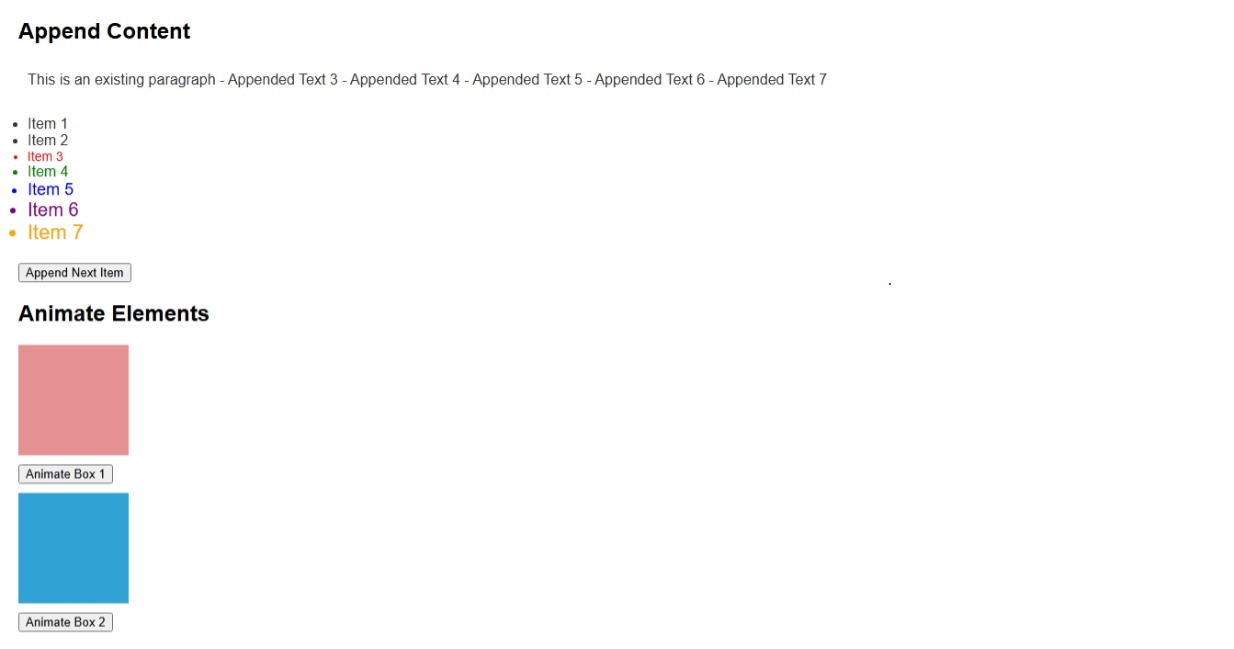 Append Content
This is an existing paragraph - Appended Text 3 - Appended Text 4 - Appended Text 5 - Appended Text 6 - Appended Text 7
Item 1
Item 2
Item 3
Item 4
Item 5
Item 6
Item 7
Append Next Item
Animate Elements
Animate Box 1
Animate Box 2